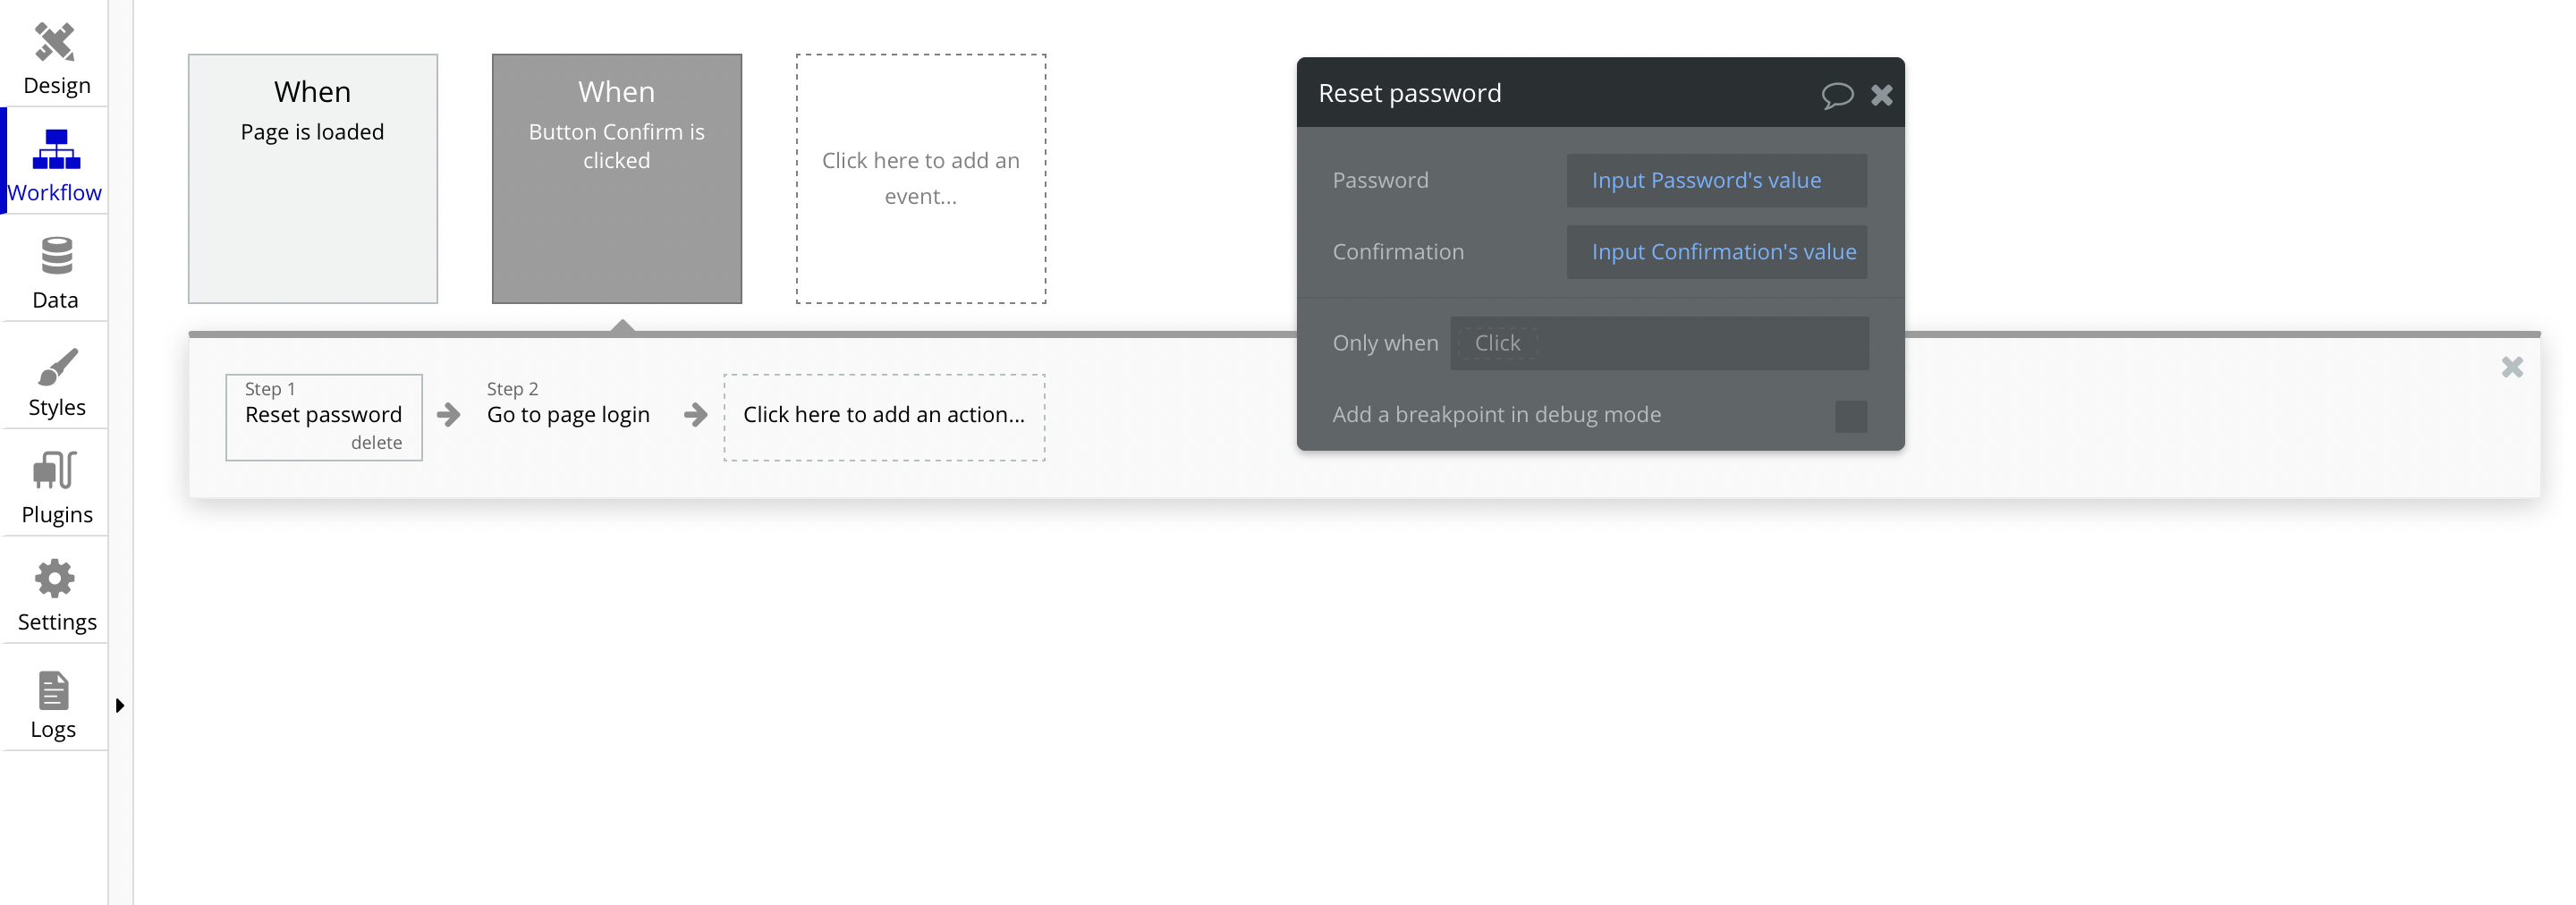 Design
Workflow
Data
Styles
Plugins
Settings
Logs
When
Page is loaded
When
Button Confirm is
clicked
Click here to add an
event...
Step 1
Reset password
delete
Step 2
Go to page login
Click here to add an action...
Reset password
Password
Input Password's value
Confirmation
Input Confirmation's value
Only when
Click
Add a breakpoint in debug mode